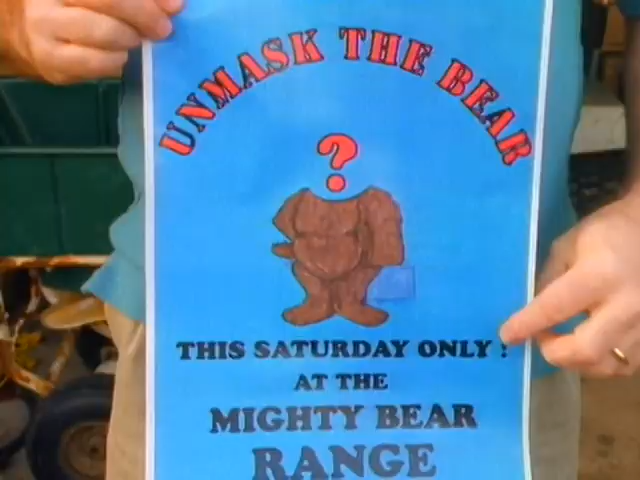 UNMASK THE BEAR
?
THIS SATURDAY ONLY!
AT THE
MIGHTY BEAR
RANGE